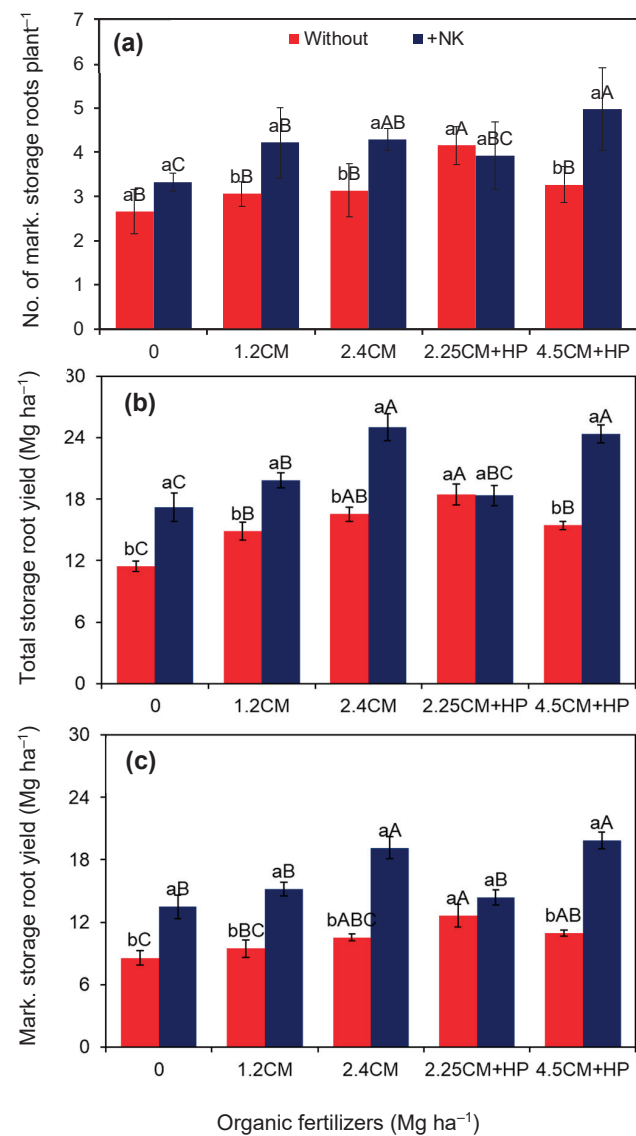 7
6
5
4
3
2
1
0
No. of mark. storage roots plant⁻¹
(a)
Without
+NK
aB aC bB aB bB aAB aA aBC bB aA
0 1.2CM 2.4CM 2.25CM+HP 4.5CM+HP
30
24
18
12
6
0
Total storage root yield (Mg ha⁻¹)
(b)
bC aC bB aB bAB aA aA aBC bB aA
0 1.2CM 2.4CM 2.25CM+HP 4.5CM+HP
30
24
18
12
6
0
Mark. storage root yield (Mg ha⁻¹)
(c)
bC aB bBC aB bABC aA aA aB bAB aA
0 1.2CM 2.4CM 2.25CM+HP 4.5CM+HP
Organic fertilizers (Mg ha⁻¹)